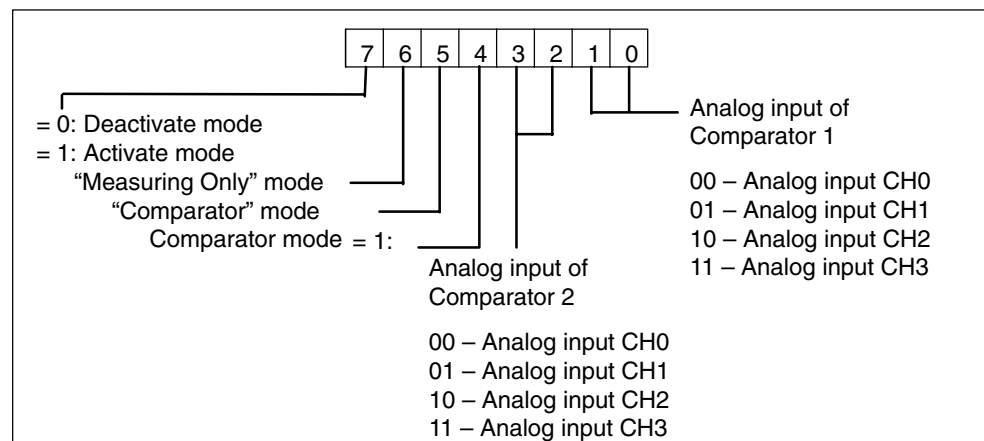 7 6 5 4 3 2 1 0
= 0: Deactivate mode
= 1: Activate mode
“Measuring Only” mode
“Comparator” mode
Comparator mode = 1:
Analog input of
Comparator 2
00 – Analog input CH0
01 – Analog input CH1
10 – Analog input CH2
11 – Analog input CH3
Analog input of
Comparator 1
00 – Analog input CH0
01 – Analog input CH1
10 – Analog input CH2
11 – Analog input CH3